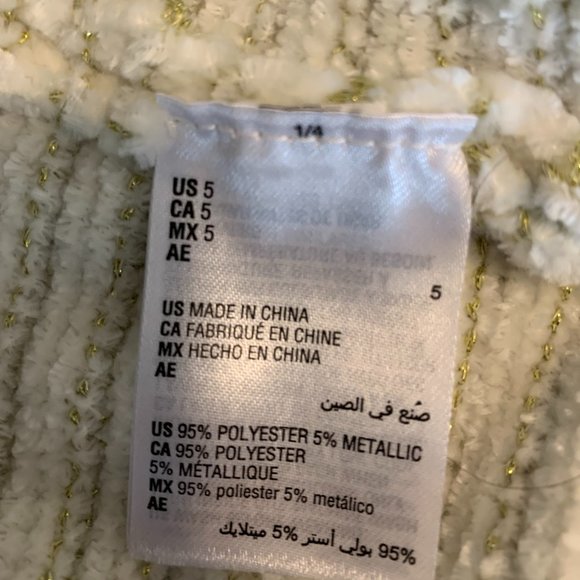 1/4
US 5
CA 5
MX 5
AE
5
US MADE IN CHINA
CA FABRIQUÉ EN CHINE
MX HECHO EN CHINA
AE
صُنع في الصين
US 95% POLYESTER 5% METALLIC
CA 95% POLYESTER
5% MÉTALLIQUE
MX 95% poliester 5% metálico
AE
95% بولي أستر 5% ميتلايك